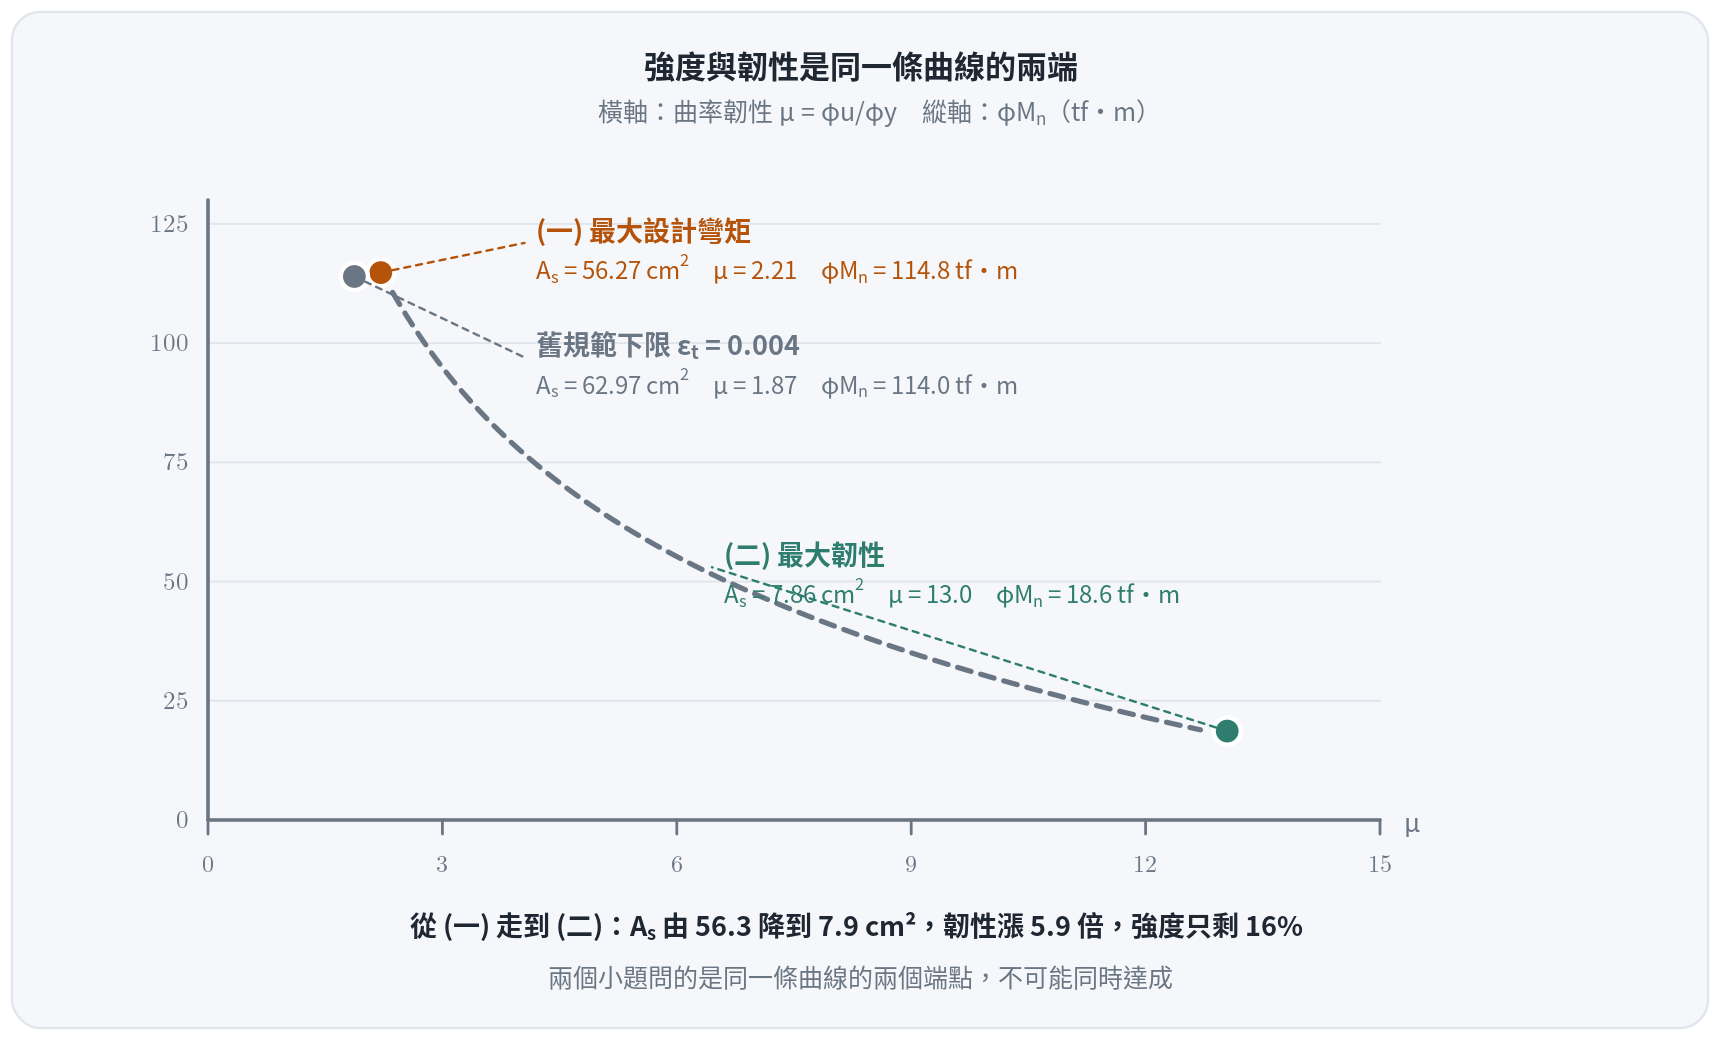 強度與韌性是同一條曲線的兩端
橫軸：曲率韌性 μ = φu/φy　縱軸：φMₙ（tf・m）
125
100
75
50
25
0
(一) 最大設計彎矩
Aₛ = 56.27 cm²　μ = 2.21　φMₙ = 114.8 tf・m
舊規範下限 εₜ = 0.004
Aₛ = 62.97 cm²　μ = 1.87　φMₙ = 114.0 tf・m
(二) 最大韌性
Aₛ = 7.86 cm²　μ = 13.0　φMₙ = 18.6 tf・m
μ
0 3 6 9 12 15
從 (一) 走到 (二)：Aₛ 由 56.3 降到 7.9 cm²，韌性漲 5.9 倍，強度只剩 16%
兩個小題問的是同一條曲線的兩個端點，不可能同時達成